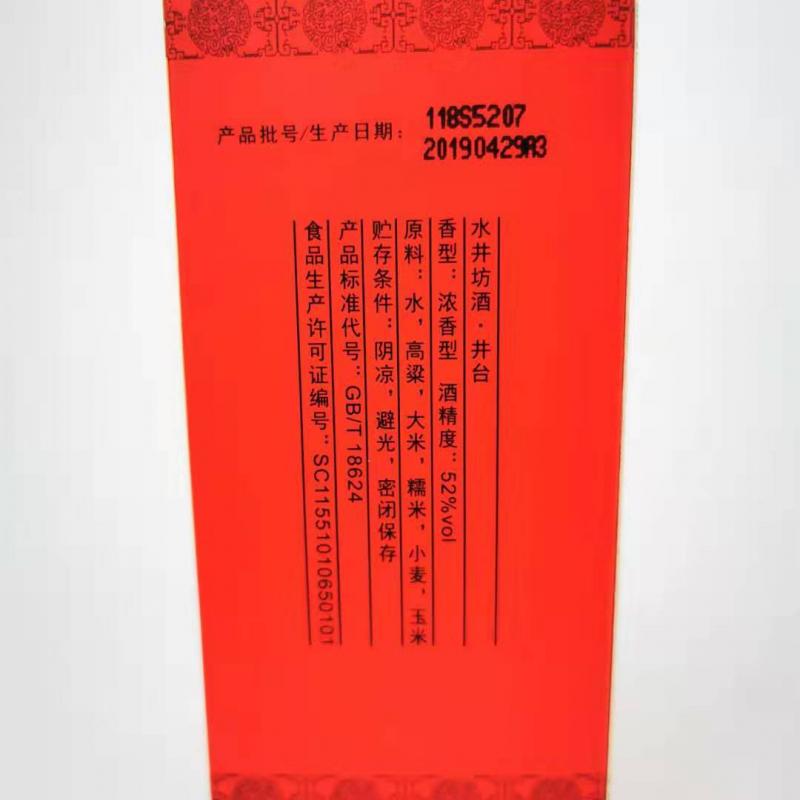 产品批号/生产日期：
118S5207
20190429A3
水井坊酒·井台
香型：浓香型 酒精度：52%vol
原料：水，高粱，大米，糯米，小麦，玉米
贮存条件：阴凉，避光，密闭保存
产品标准代号：GB/T 18624
食品生产许可证编号：SC11551010650101